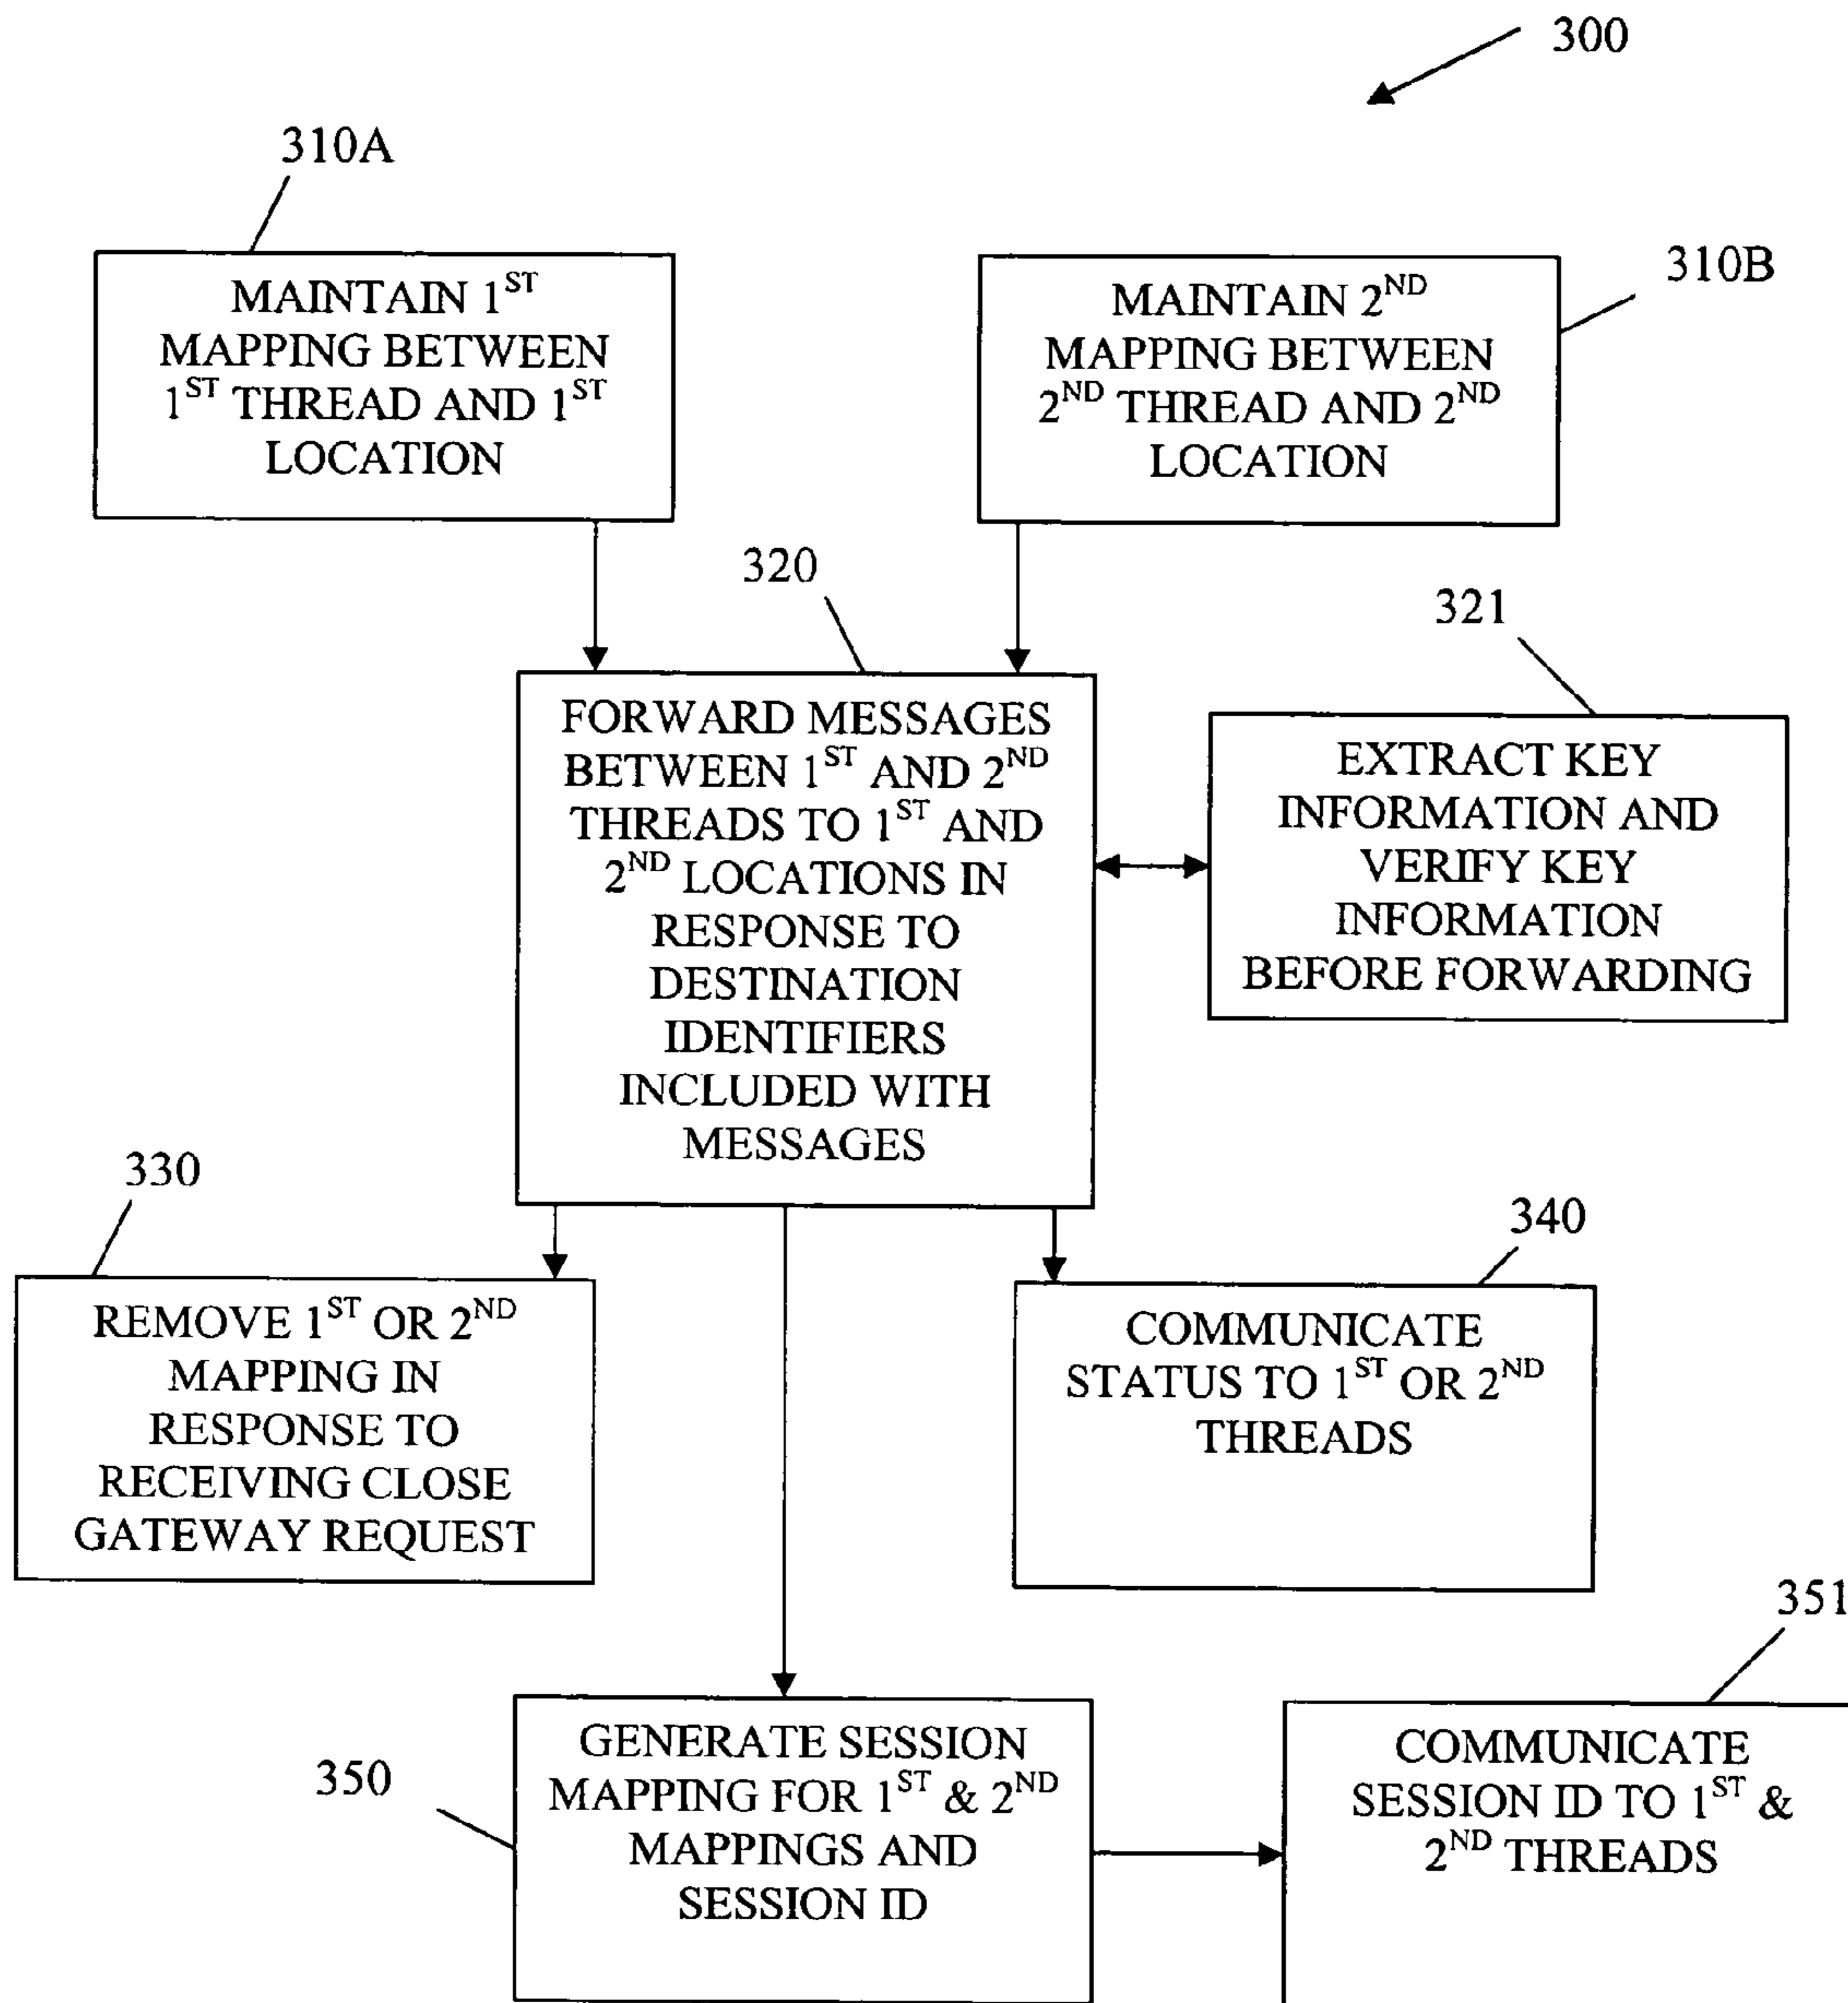 300
310A
MAINTAIN 1ST
MAPPING BETWEEN
1ST THREAD AND 1ST
LOCATION
310B
MAINTAIN 2ND
MAPPING BETWEEN
2ND THREAD AND 2ND
LOCATION
320
FORWARD MESSAGES
BETWEEN 1ST AND 2ND
THREADS TO 1ST AND
2ND LOCATIONS IN
RESPONSE TO
DESTINATION
IDENTIFIERS
INCLUDED WITH
MESSAGES
321
EXTRACT KEY
INFORMATION AND
VERIFY KEY
INFORMATION
BEFORE FORWARDING
330
REMOVE 1ST OR 2ND
MAPPING IN
RESPONSE TO
RECEIVING CLOSE
GATEWAY REQUEST
340
COMMUNICATE
STATUS TO 1ST OR 2ND
THREADS
350
GENERATE SESSION
MAPPING FOR 1ST & 2ND
MAPPINGS AND
SESSION ID
351
COMMUNICATE
SESSION ID TO 1ST &
2ND THREADS